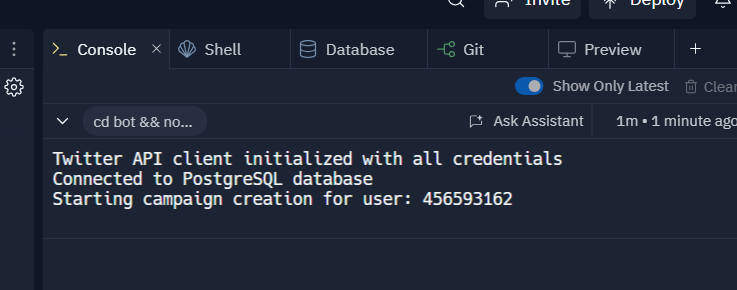 Invite Deploy
Console × Shell Database Git Preview +
Show Only Latest Clear
cd bot && no... Ask Assistant 1m • 1 minute ago
Twitter API client initialized with all credentials
Connected to PostgreSQL database
Starting campaign creation for user: 456593162